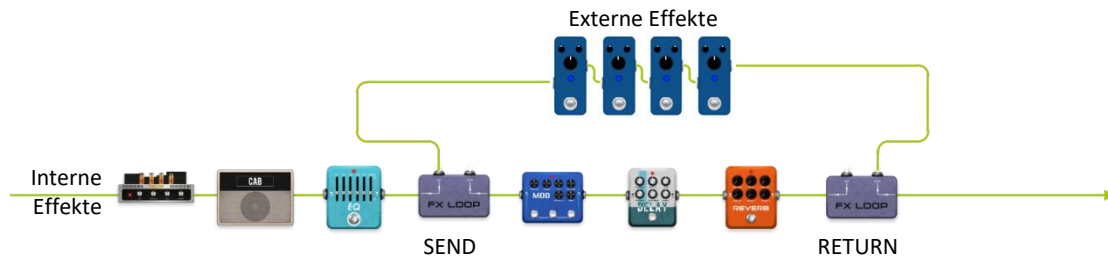 Externe Effekte
Interne
Effekte
CAB
EQ
FX LOOP
MOD
DELAY
REVERB
FX LOOP
SEND
RETURN